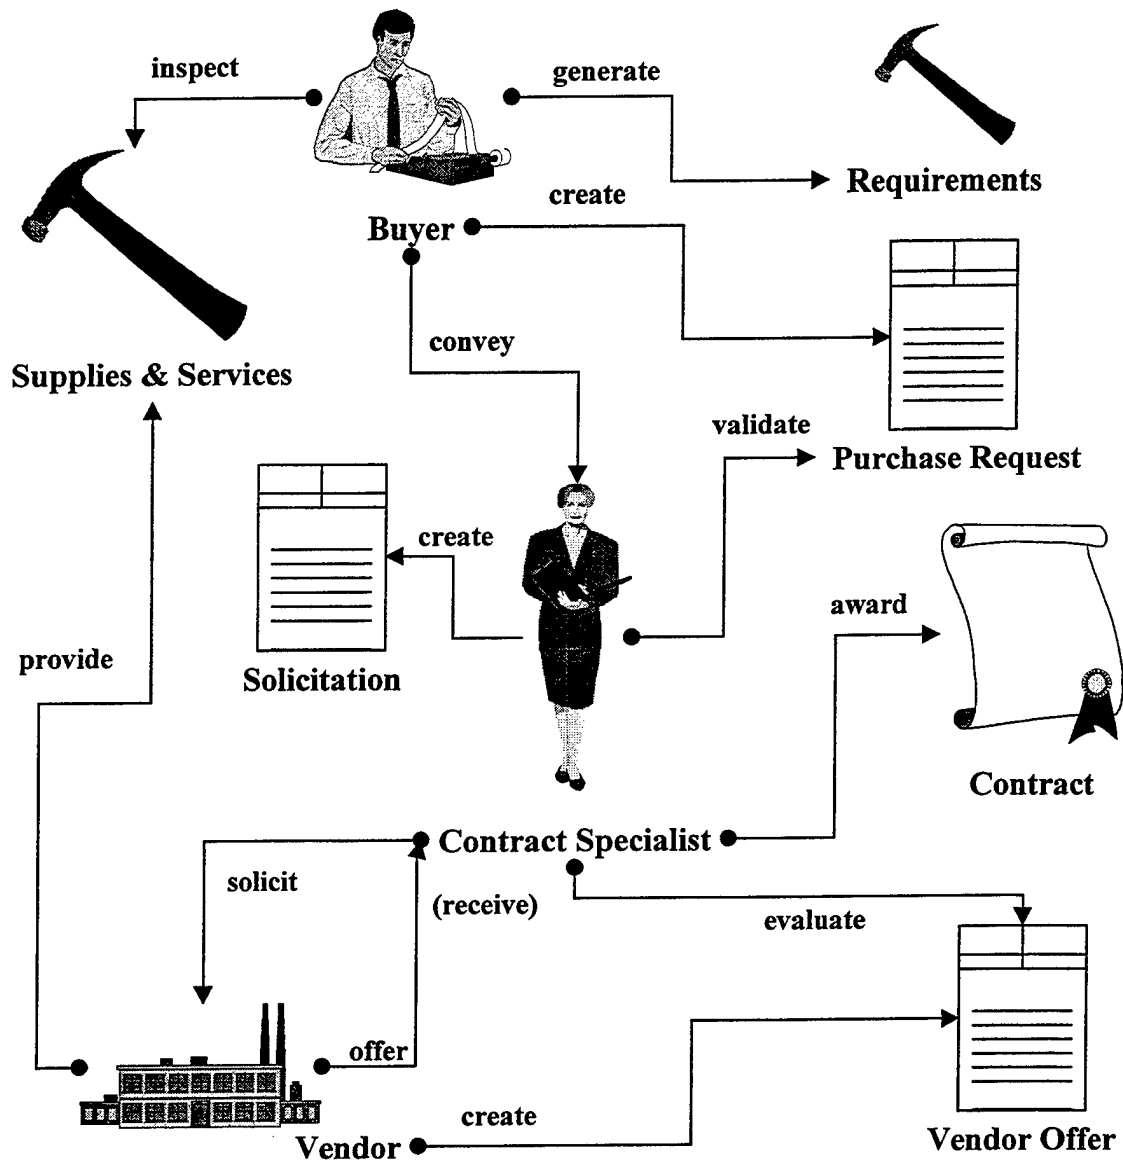 inspect
generate
Requirements
create
Buyer
convey
Supplies & Services
validate
Purchase Request
create
award
provide
Solicitation
Contract
Contract Specialist
solicit
(receive)
evaluate
offer
create
Vendor
Vendor Offer